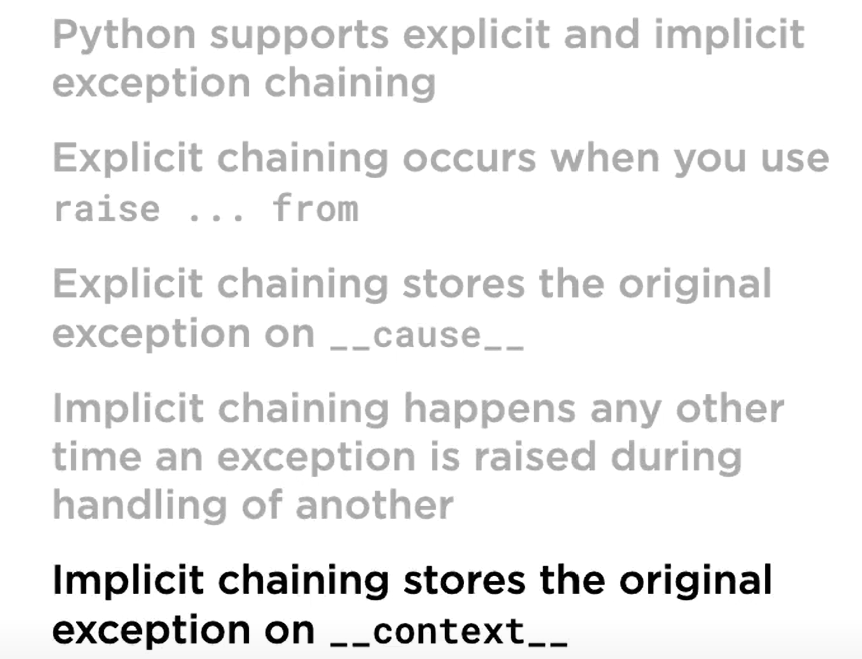 Python supports explicit and implicit
exception chaining
Explicit chaining occurs when you use
raise ... from
Explicit chaining stores the original
exception on __cause__
Implicit chaining happens any other
time an exception is raised during
handling of another
Implicit chaining stores the original
exception on __context__